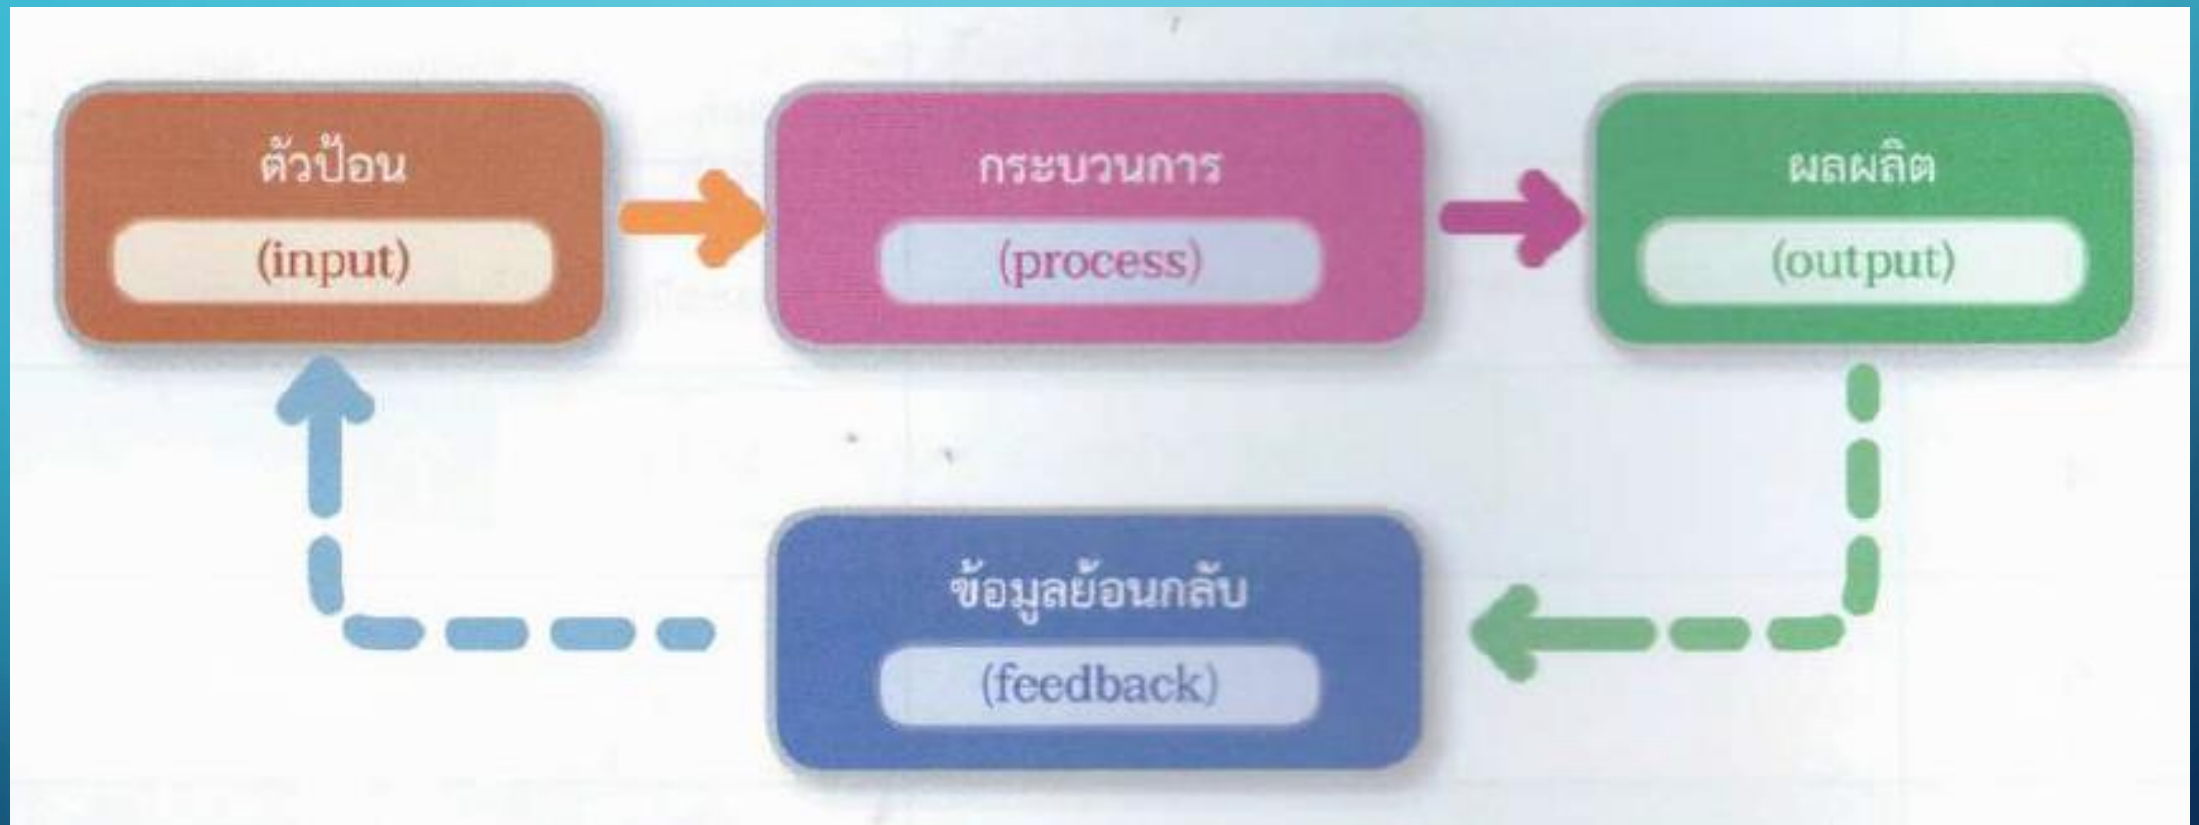 ตัวป้อน
(input)
กระบวนการ
(process)
ผลผลิต
(output)
ข้อมูลย้อนกลับ
(feedback)